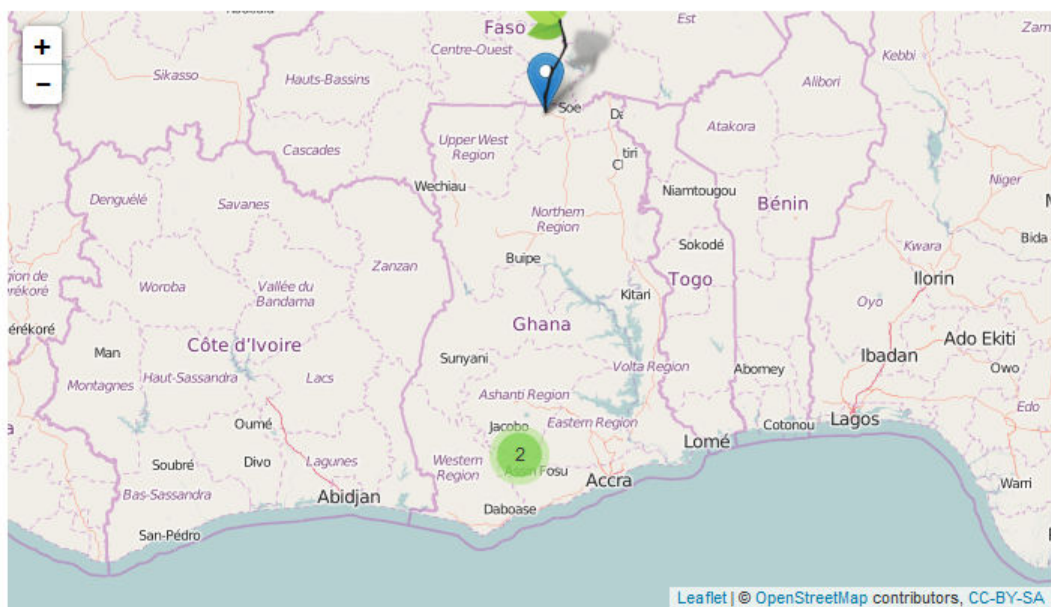 +
−
Faso
Est
Centre-Ouest
Kebbi
Sikasso
Hauts-Bassins
Alibori
Soe
Upper West
Region
Atakora
Cascades
tiri
Wechiau
Niamtougou
Niger
Denguélé
Savanes
Bénin
Northern
Region
Bida
Sokodé
Kwara
Buipe
Zanzan
Togo
Ilorin
Woroba
Vallée du
Bandama
Kitari
Oyo
Ghana
érékoré
Côte d'Ivoire
Ado Ekiti
Man
Sunyani
Ibadan
Haut-Sassandra
Lacs
Volta Region
Abomey
Owo
Montagnes
Ashanti Region
Edo
Oumé
Jacobo
Eastern Region
Cotonou
Lagos
Lomé
2
Soubré
Divo
Lagunes
Western
Region
Assin Fosu
Accra
Warri
Bas-Sassandra
Abidjan
Daboase
San-Pédro
Leaflet | © OpenStreetMap contributors, CC-BY-SA